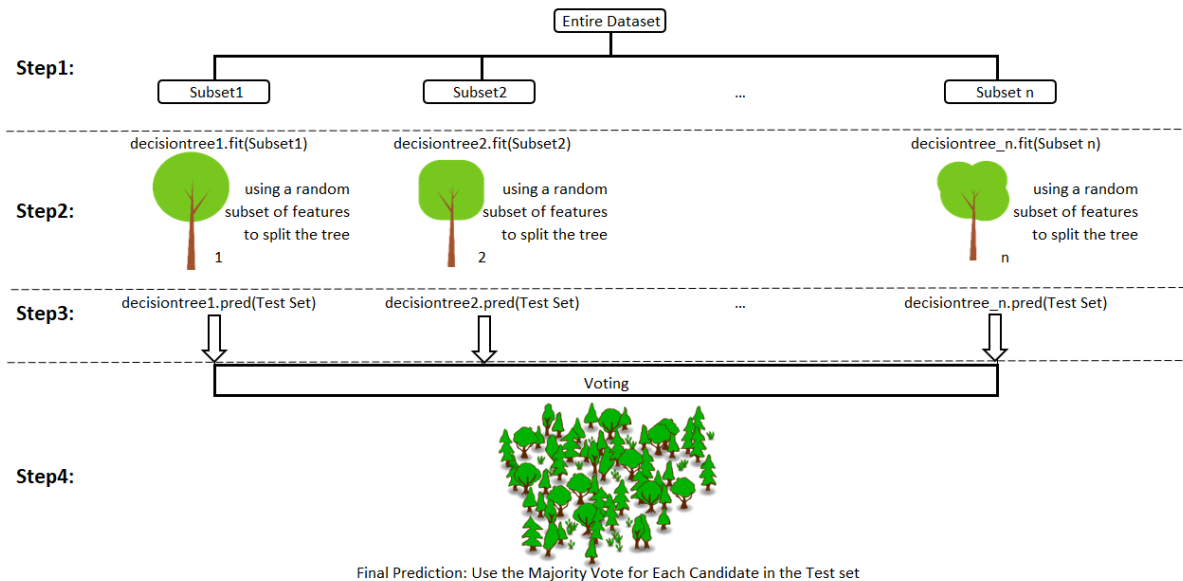 Entire Dataset
Step1:
Subset1
Subset2
...
Subset n
decisiontree1.fit(Subset1)
decisiontree2.fit(Subset2)
decisiontree_n.fit(Subset n)
Step2:
using a random
subset of features
to split the tree
1
using a random
subset of features
to split the tree
2
using a random
subset of features
to split the tree
n
Step3:
decisiontree1.pred(Test Set)
decisiontree2.pred(Test Set)
...
decisiontree_n.pred(Test Set)
Voting
Step4:
Final Prediction: Use the Majority Vote for Each Candidate in the Test set